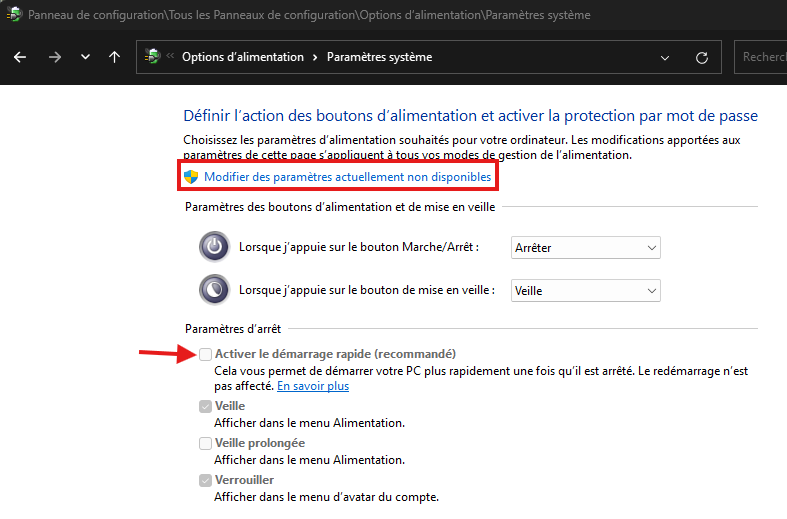 Panneau de configuration\Tous les Panneaux de configuration\Options d'alimentation\Paramètres système
Options d'alimentation
Paramètres système
Recherc
Définir l'action des boutons d'alimentation et activer la protection par mot de passe
Choisissez les paramètres d'alimentation souhaités pour votre ordinateur. Les modifications apportées aux
paramètres de cette page s'appliquent à tous vos modes de gestion de l'alimentation.
Modifier des paramètres actuellement non disponibles
Paramètres des boutons d'alimentation et de mise en veille
Lorsque j'appuie sur le bouton Marche/Arrêt :
Arrêter
Lorsque j'appuie sur le bouton de mise en veille :
Veille
Paramètres d'arrêt
Activer le démarrage rapide (recommandé)
Cela vous permet de démarrer votre PC plus rapidement une fois qu'il est arrêté. Le redémarrage n'est
pas affecté. En savoir plus
Veille
Afficher dans le menu Alimentation.
Veille prolongée
Afficher dans le menu Alimentation.
Verrouiller
Afficher dans le menu d'avatar du compte.